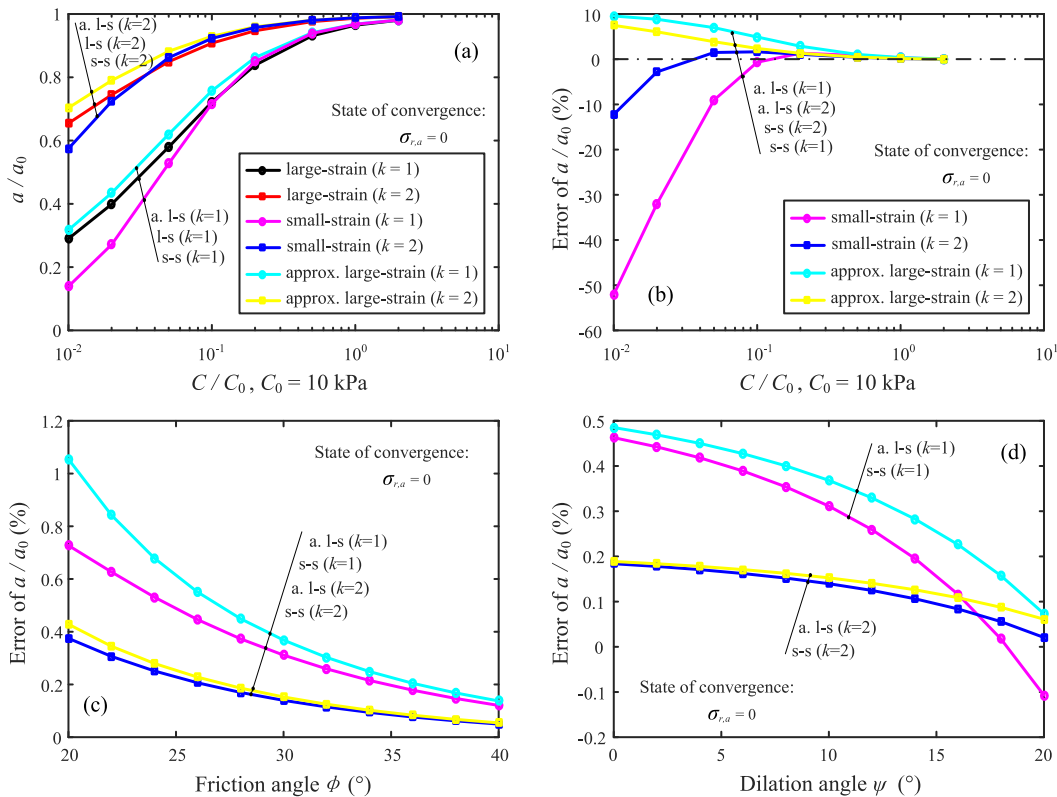 1
0.8
0.6
0.4
0.2
0
a / a0
a. l-s (k=2)
l-s (k=2)
s-s (k=2)
(a)
State of convergence:
σr,a = 0
large-strain (k = 1)
large-strain (k = 2)
small-strain (k = 1)
small-strain (k = 2)
approx. large-strain (k = 1)
approx. large-strain (k = 2)
a. l-s (k=1)
l-s (k=1)
s-s (k=1)
10-2 10-1 100 101
C / C0 , C0 = 10 kPa
10
0
-10
-20
-30
-40
-50
-60
Error of a / a0 (%)
a. l-s (k=1)
a. l-s (k=2)
s-s (k=2)
s-s (k=1)
State of convergence:
σr,a = 0
small-strain (k = 1)
small-strain (k = 2)
approx. large-strain (k = 1)
approx. large-strain (k = 2)
(b)
10-2 10-1 100 101
C / C0 , C0 = 10 kPa
1.2
1
0.8
0.6
0.4
0.2
0
Error of a / a0 (%)
State of convergence:
σr,a = 0
a. l-s (k=1)
s-s (k=1)
a. l-s (k=2)
s-s (k=2)
(c)
20 25 30 35 40
Friction angle ϕ (°)
0.5
0.4
0.3
0.2
0.1
0
-0.1
-0.2
Error of a / a0 (%)
a. l-s (k=1)
s-s (k=1)
(d)
a. l-s (k=2)
s-s (k=2)
State of convergence:
σr,a = 0
0 5 10 15 20
Dilation angle ψ (°)